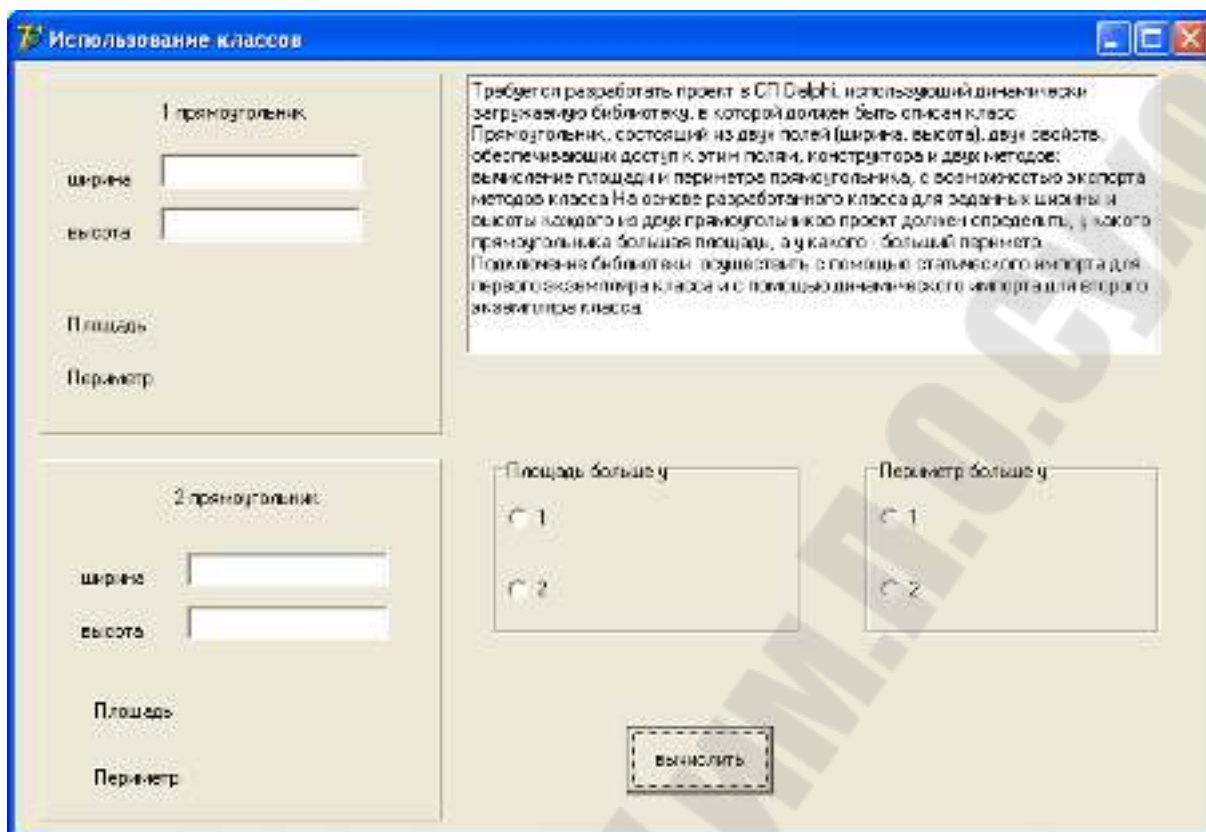 Использование классов
1 прямоугольник
ширина
высота
Площадь
Периметр
Требуется разработать проект в СП Delphi, использующий динамически
загружаемую библиотеку, в которой должен быть описан класс
Прямоугольник, состоящий из двух полей (ширина, высота), двух свойств,
обеспечивающих доступ к этим полям, конструктора и двух методов:
вычисление площади и периметра прямоугольника, с возможностью экспорта
методов класса На основе разработанного класса для заданных ширины и
высоты каждого из двух прямоугольников проект должен определить, у какого
прямоугольника большая площадь, а у какого - больший периметр.
Подключение библиотеки осуществить с помощью статического импорта для
первого экземпляра класса и с помощью динамического импорта для второго
экземпляра класса.
2 прямоугольник
ширина
высота
Площадь
Периметр
Площадь больше у
1
2
Периметр больше у
1
2
вычислить
им.П.О.Сухо